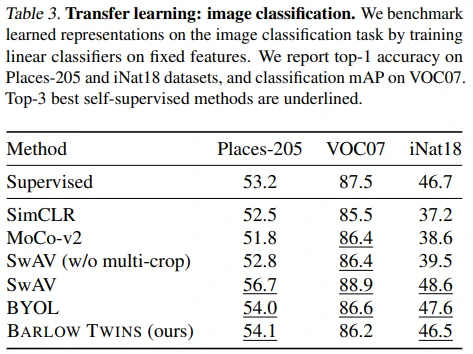 Table 3. Transfer learning: image classification. We benchmark
learned representations on the image classification task by training
linear classifiers on fixed features. We report top-1 accuracy on
Places-205 and iNat18 datasets, and classification mAP on VOC07.
Top-3 best self-supervised methods are underlined.
Method Places-205 VOC07 iNat18
Supervised 53.2 87.5 46.7
SimCLR 52.5 85.5 37.2
MoCo-v2 51.8 86.4 38.6
SwAV (w/o multi-crop) 52.8 86.4 39.5
SwAV 56.7 88.9 48.6
BYOL 54.0 86.6 47.6
BARLOW TWINS (ours) 54.1 86.2 46.5